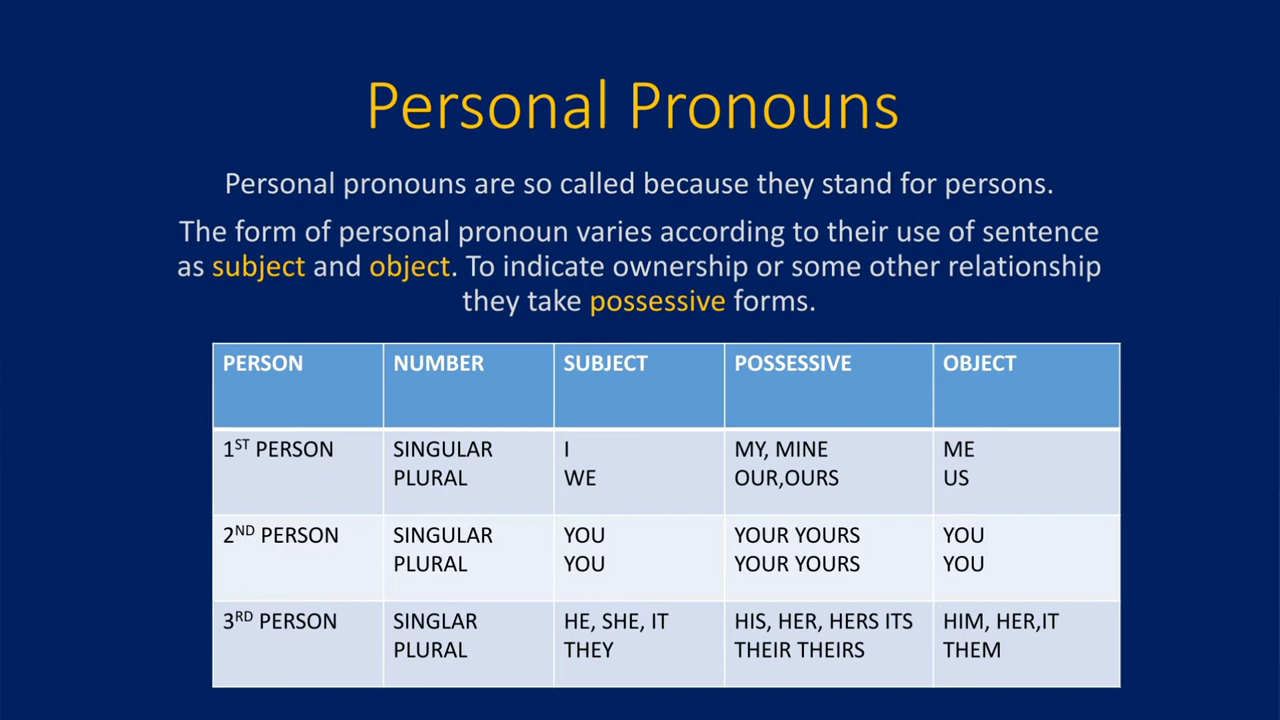 Personal Pronouns
Personal pronouns are so called because they stand for persons.
The form of personal pronoun varies according to their use of sentence
as subject and object. To indicate ownership or some other relationship
they take possessive forms.
PERSON NUMBER SUBJECT POSSESSIVE OBJECT
1ST PERSON SINGULAR I MY, MINE ME
PLURAL WE OUR,OURS US
2ND PERSON SINGULAR YOU YOUR YOURS YOU
PLURAL YOU YOUR YOURS YOU
3RD PERSON SINGLAR HE, SHE, IT HIS, HER, HERS ITS HIM, HER,IT
PLURAL THEY THEIR THEIRS THEM